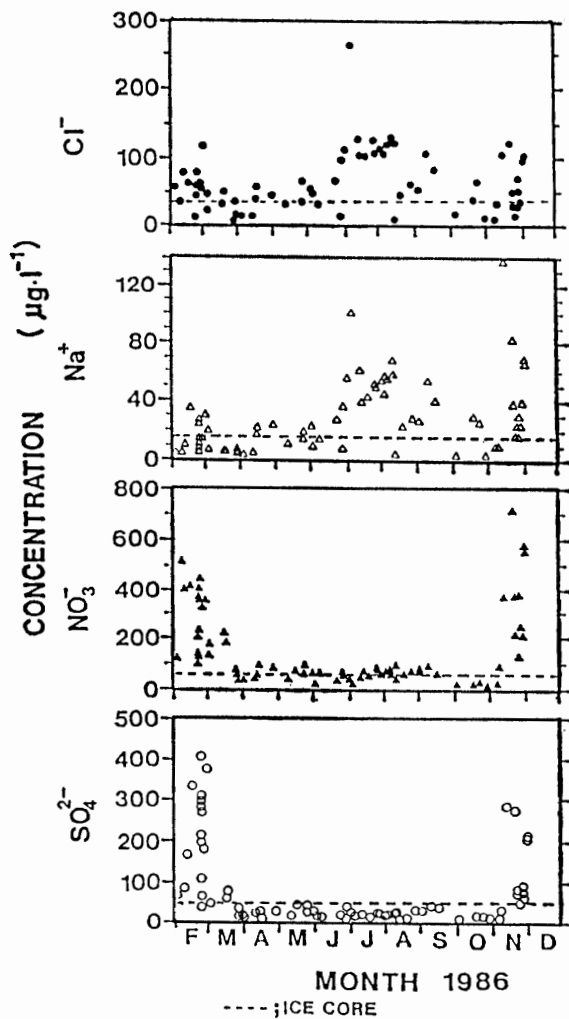 CONCENTRATION (µg·l⁻¹)
Cl⁻
300
200
100
0
Na⁺
120
80
40
0
NO₃⁻
800
600
400
200
0
SO₄²⁻
500
400
300
200
100
0
F M A M J J A S O N D
MONTH 1986
----;ICE CORE